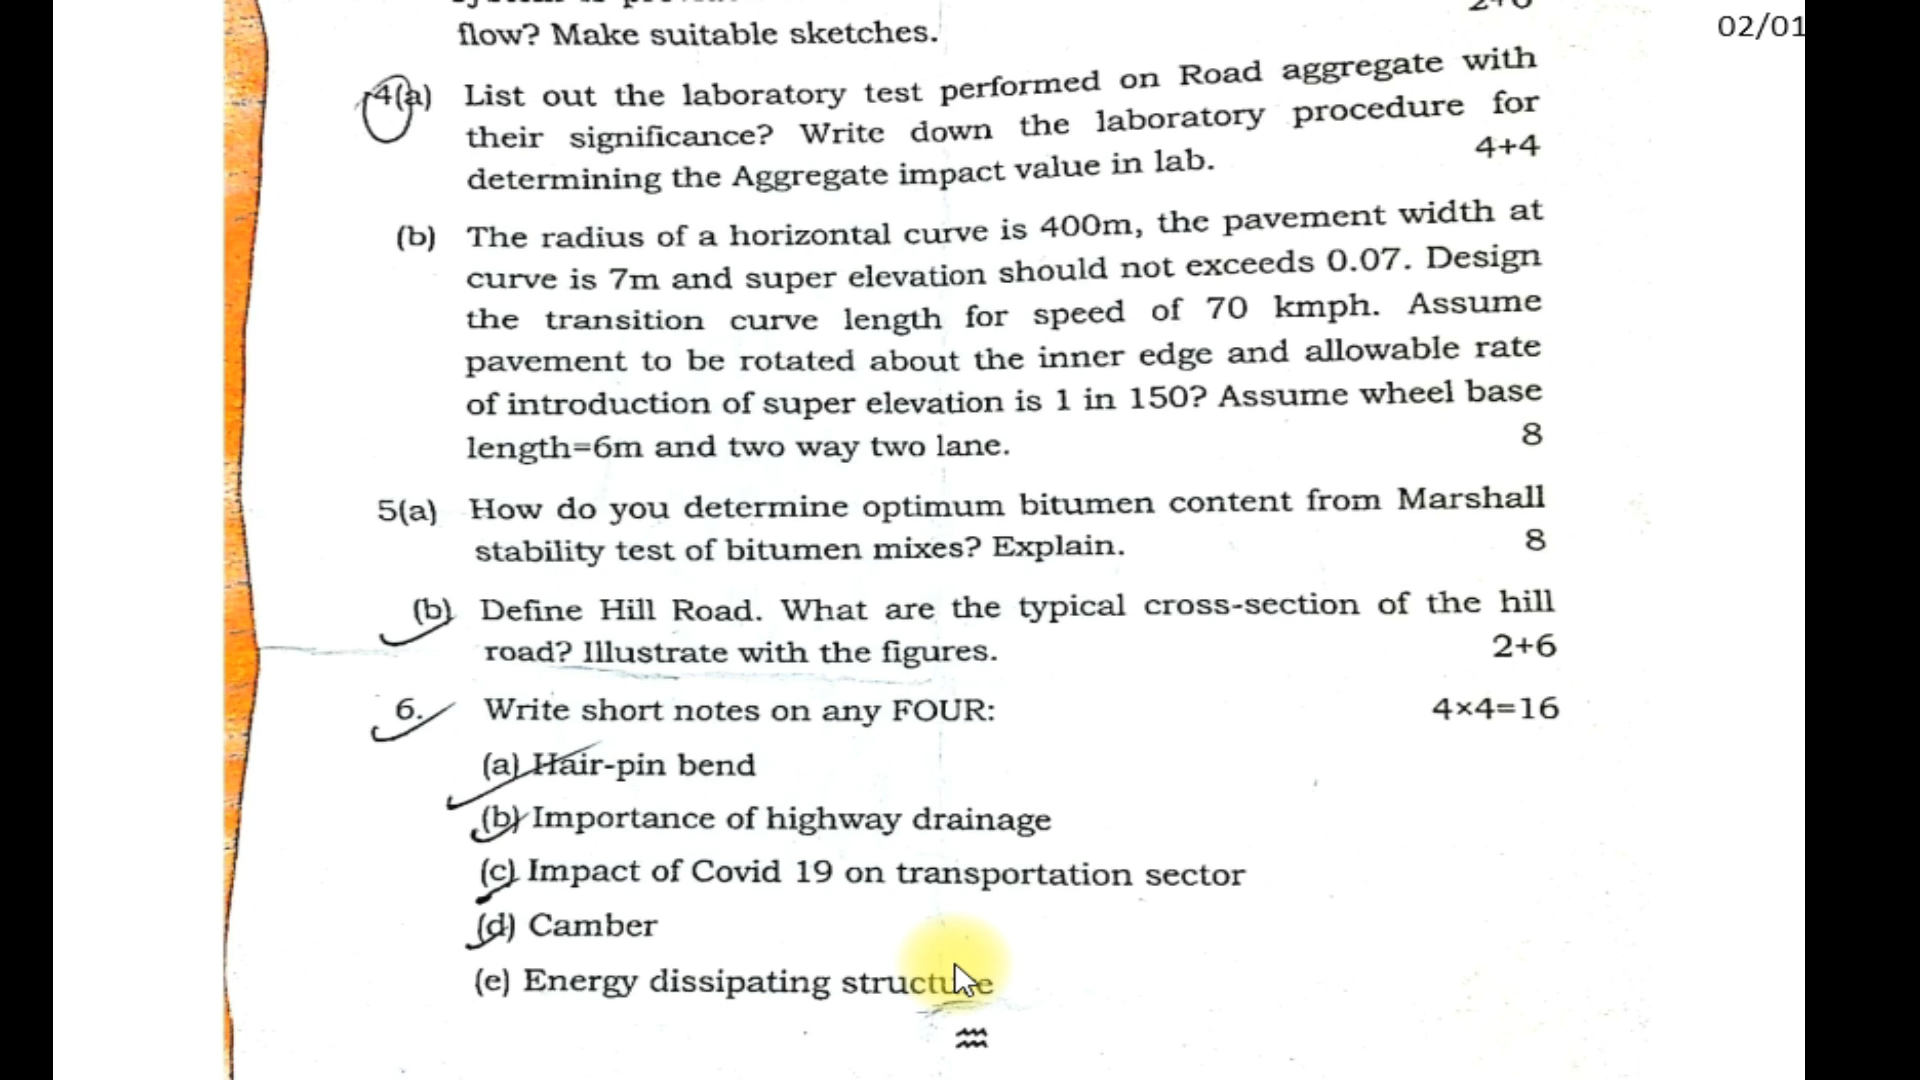 flow? Make suitable sketches.
02/01
4(a) List out the laboratory test performed on Road aggregate with
their significance? Write down the laboratory procedure for
determining the Aggregate impact value in lab. 4+4
(b) The radius of a horizontal curve is 400m, the pavement width at
curve is 7m and super elevation should not exceeds 0.07. Design
the transition curve length for speed of 70 kmph. Assume
pavement to be rotated about the inner edge and allowable rate
of introduction of super elevation is 1 in 150? Assume wheel base
length=6m and two way two lane. 8
5(a) How do you determine optimum bitumen content from Marshall
stability test of bitumen mixes? Explain. 8
(b) Define Hill Road. What are the typical cross-section of the hill
road? Illustrate with the figures. 2+6
6. Write short notes on any FOUR: 4×4=16
(a) Hair-pin bend
(b) Importance of highway drainage
(c) Impact of Covid 19 on transportation sector
(d) Camber
(e) Energy dissipating structure